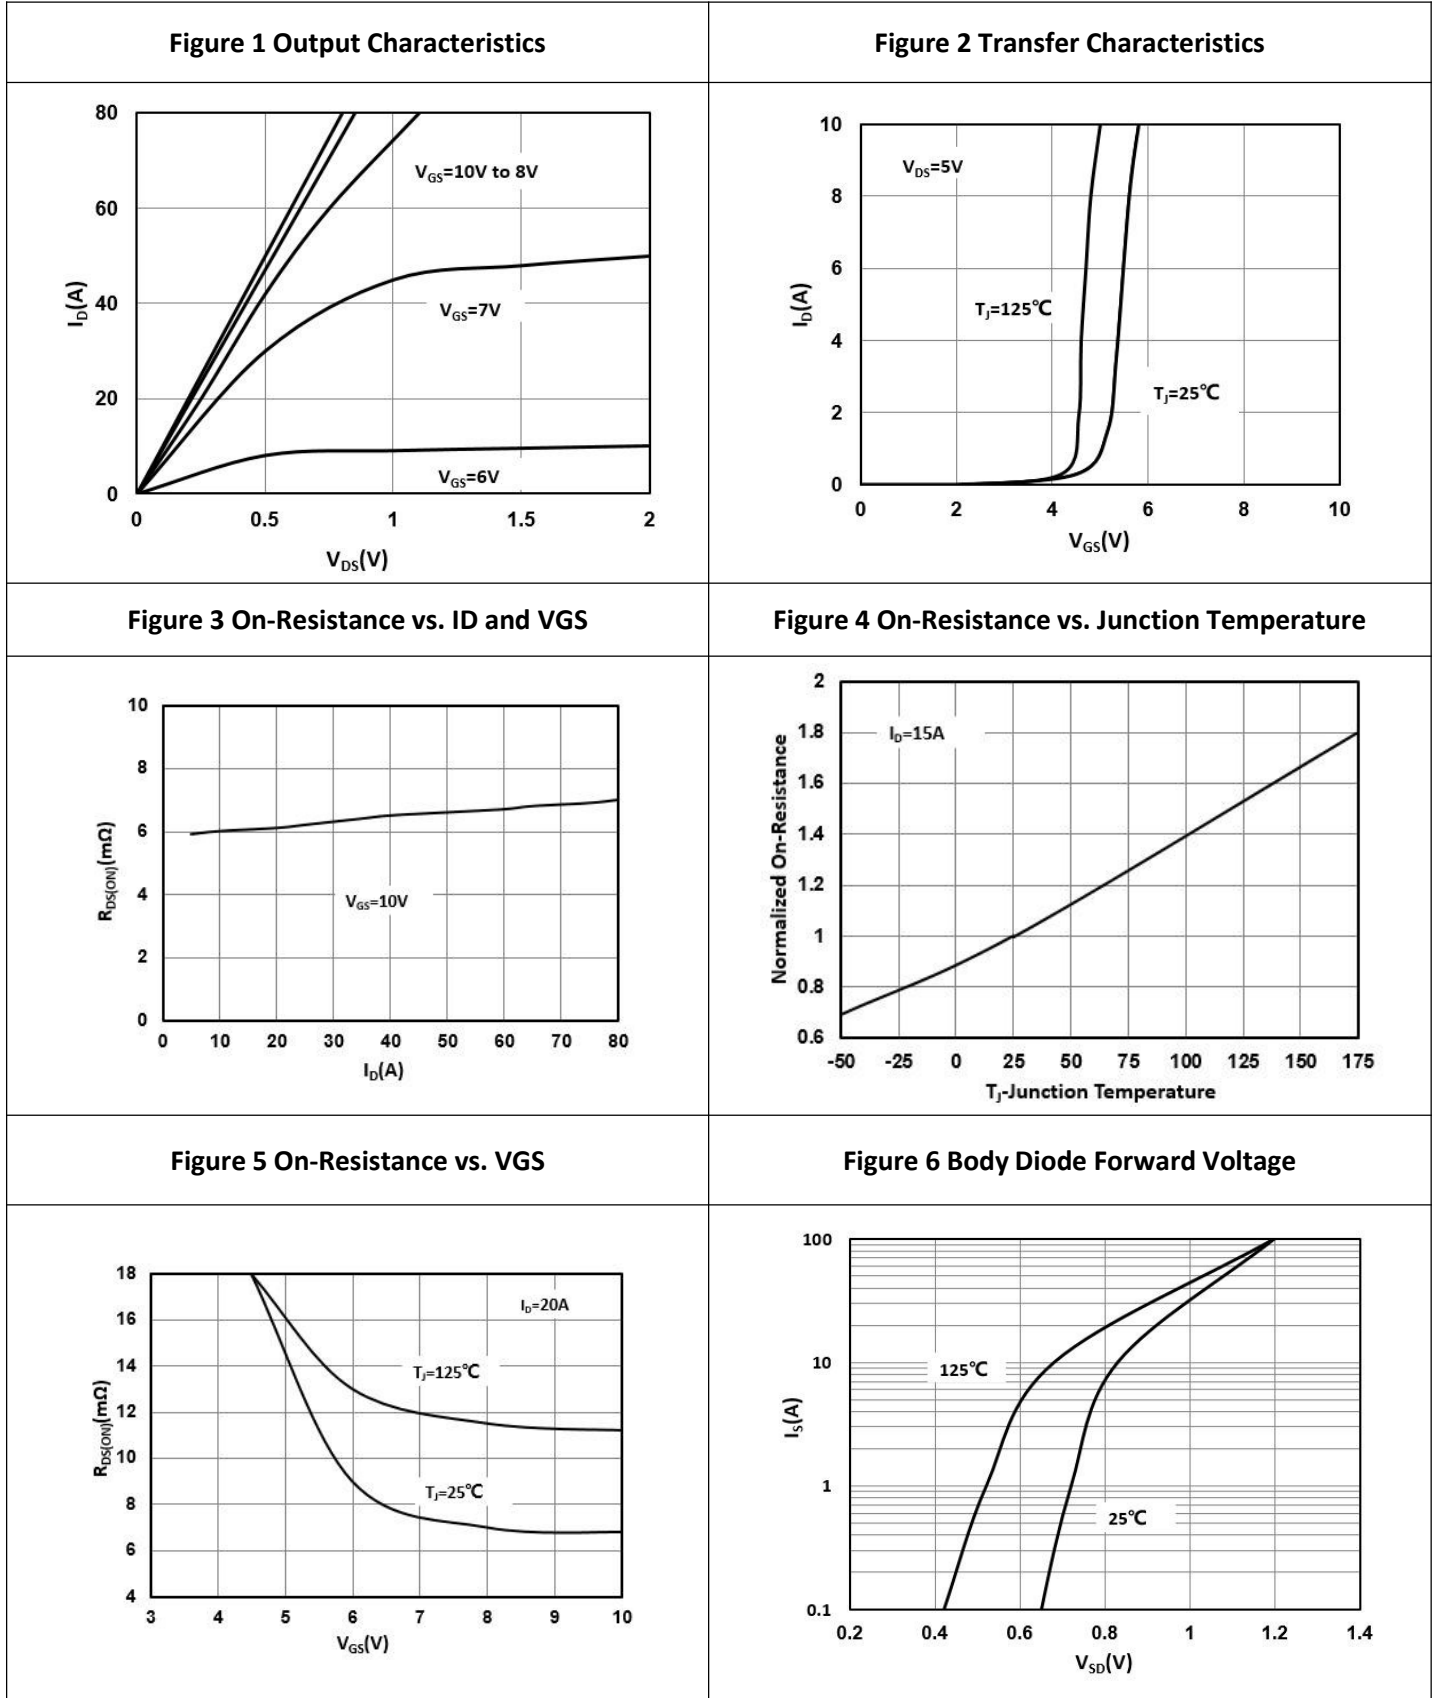 Figure 1 Output Characteristics
Figure 2 Transfer Characteristics
80
60
40
20
0
I_D(A)
V_GS=10V to 8V
V_GS=7V
V_GS=6V
0 0.5 1 1.5 2
V_DS(V)
10
8
6
4
2
0
I_D(A)
V_DS=5V
T_J=125℃
T_J=25℃
0 2 4 6 8 10
V_GS(V)
Figure 3 On-Resistance vs. ID and VGS
Figure 4 On-Resistance vs. Junction Temperature
10
8
6
4
2
0
R_DS(ON)(mΩ)
V_GS=10V
0 10 20 30 40 50 60 70 80
I_D(A)
2
1.8
1.6
1.4
1.2
1
0.8
0.6
Normalized On-Resistance
I_D=15A
-50 -25 0 25 50 75 100 125 150 175
T_J-Junction Temperature
Figure 5 On-Resistance vs. VGS
Figure 6 Body Diode Forward Voltage
18
16
14
12
10
8
6
4
R_DS(ON)(mΩ)
I_D=20A
T_J=125℃
T_J=25℃
3 4 5 6 7 8 9 10
V_GS(V)
100
10
1
0.1
I_S(A)
125℃
25℃
0.2 0.4 0.6 0.8 1 1.2 1.4
V_SD(V)